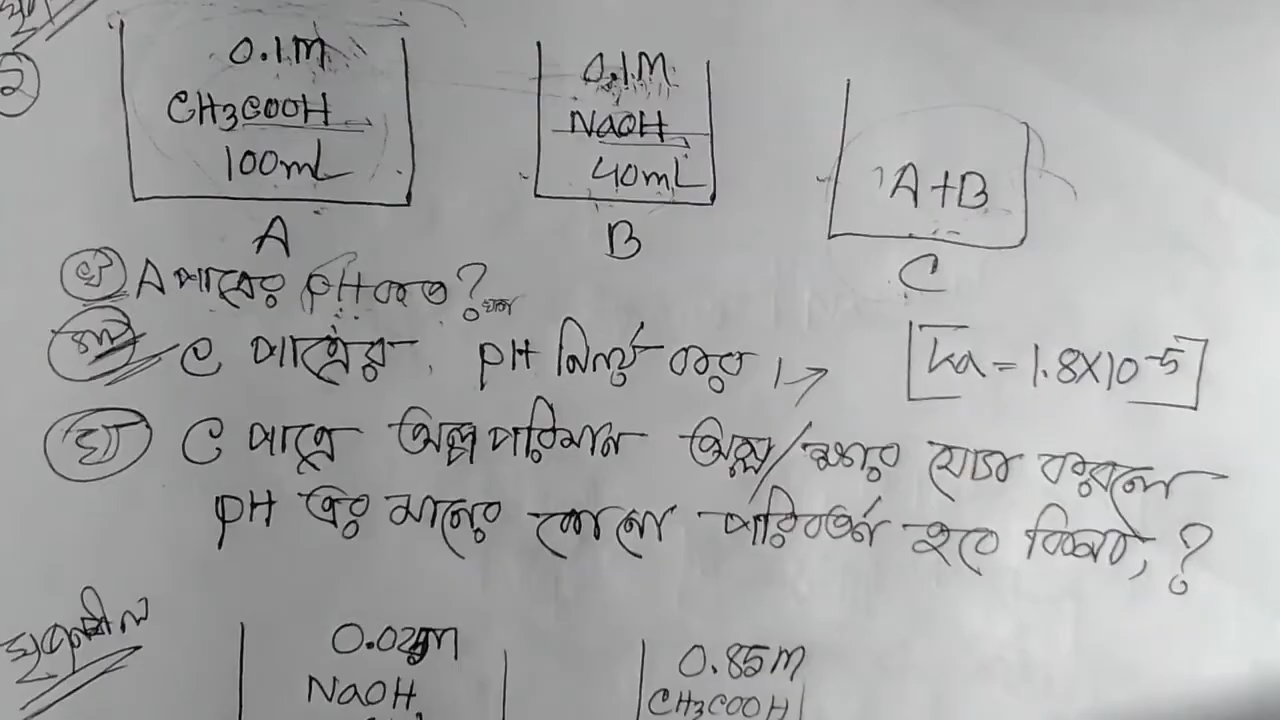 ২
0.1M
CH3COOH
100mL
A
0.1M
NaOH
40mL
B
A+B
C
A পাত্রের pH কত?
C পাত্রের pH নির্ণয় কর।→ [Ka = 1.8×10-5]
ঘ) C পাত্রে অল্প পরিমান অম্ল/ক্ষার যোগ করলে
pH এর মানের কোনো পরিবর্তন হবে কিনা,?
NaOH
0.85M
CH3COOH